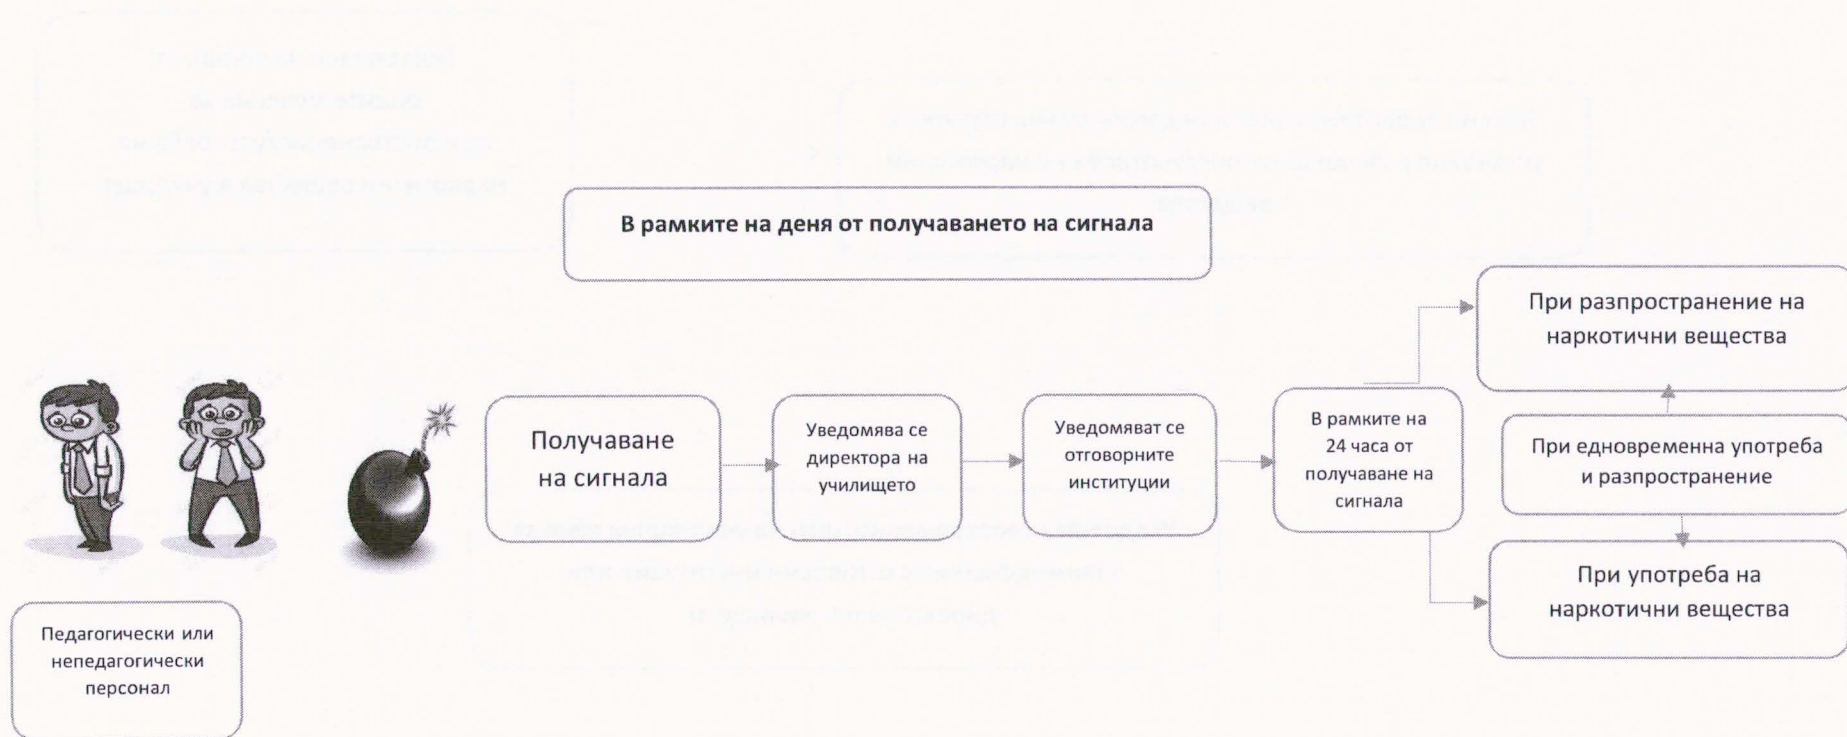 В рамките на деня от получаването на сигнала
Педагогически или
непедагогически
персонал
Получаване
на сигнала
Уведомява се
директора на
училището
Уведомяват се
отговорните
институции
В рамките на
24 часа от
получаване на
сигнала
При разпространение на
наркотични вещества
При едновременна употреба
и разпространение
При употреба на
наркотични вещества